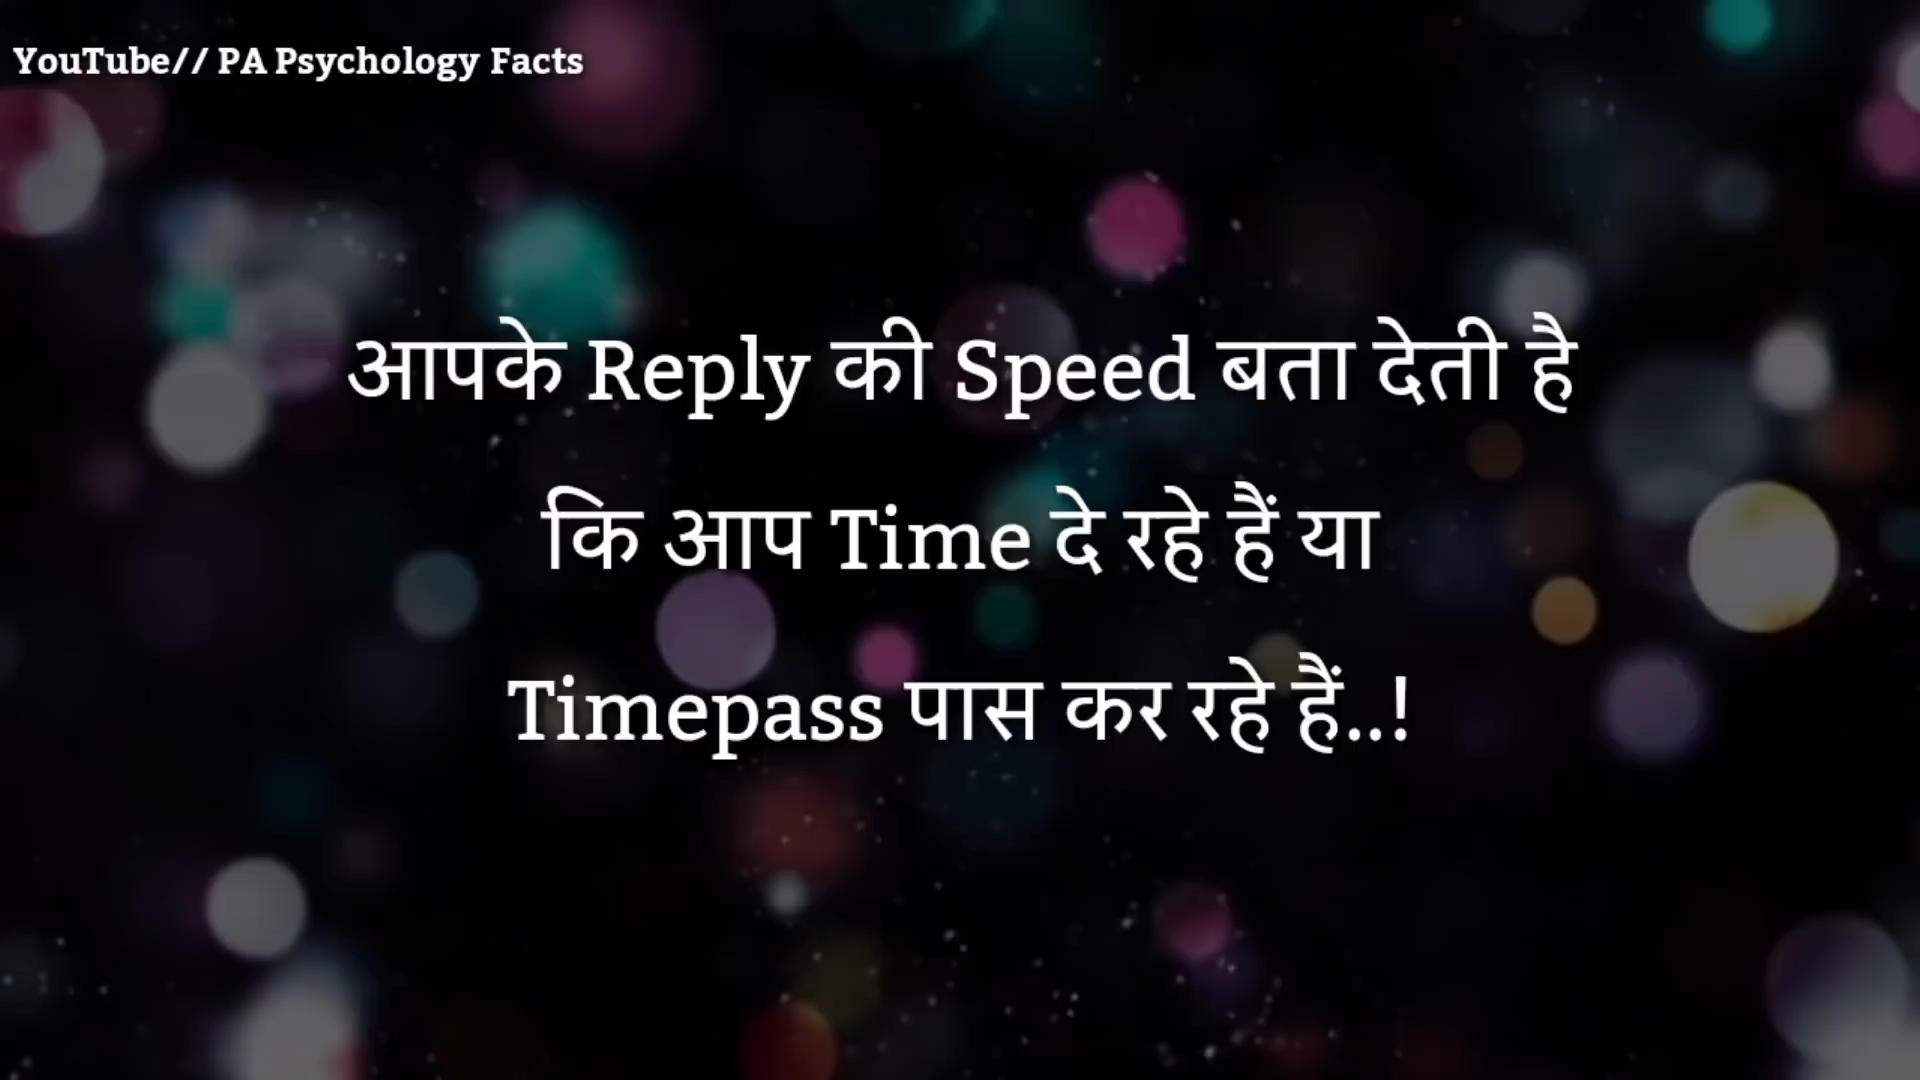 YouTube// PA Psychology Facts
आपके Reply की Speed बता देती है
कि आप Time दे रहे हैं या
Timepass पास कर रहे हैं..!